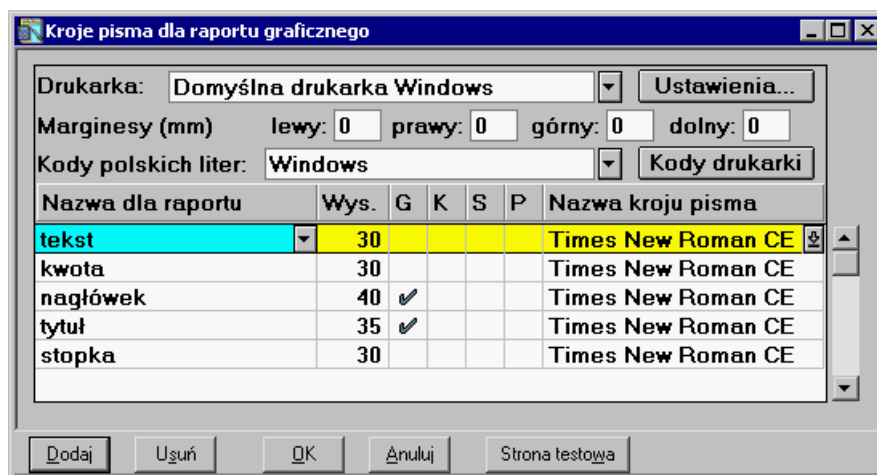 Kroje pisma dla raportu graficznego
Drukarka: Domyślna drukarka Windows Ustawienia...
Marginesy (mm) lewy: 0 prawy: 0 górny: 0 dolny: 0
Kody polskich liter: Windows Kody drukarki
Nazwa dla raportu Wys. G K S P Nazwa kroju pisma
tekst 30 Times New Roman CE
kwota 30 Times New Roman CE
nagłówek 40 ✔ Times New Roman CE
tytuł 35 ✔ Times New Roman CE
stopka 30 Times New Roman CE
Dodaj Usuń OK Anuluj Strona testowa